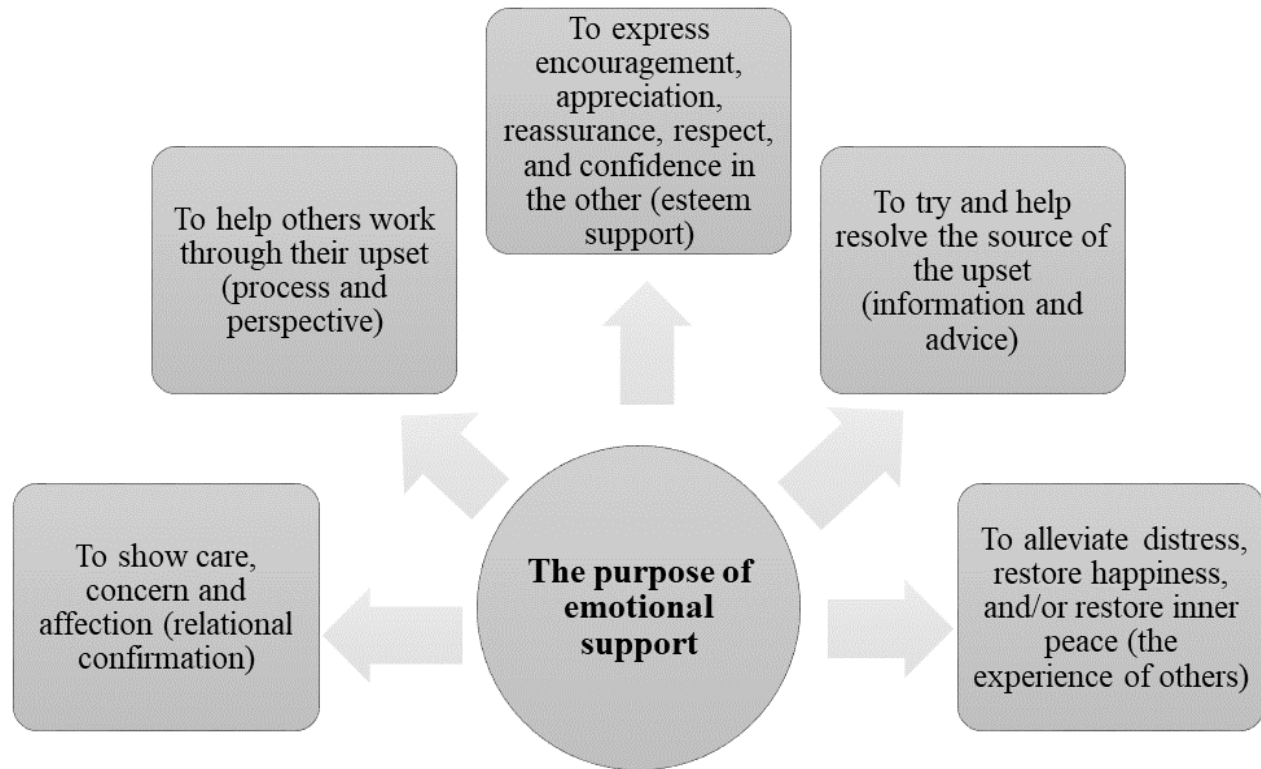 To express
encouragement,
appreciation,
reassurance, respect,
and confidence in
the other (esteem
support)
To help others work
through their upset
(process and
perspective)
To try and help
resolve the source of
the upset
(information and
advice)
To show care,
concern and
affection (relational
confirmation)
The purpose of
emotional
support
To alleviate distress,
restore happiness,
and/or restore inner
peace (the
experience of others)